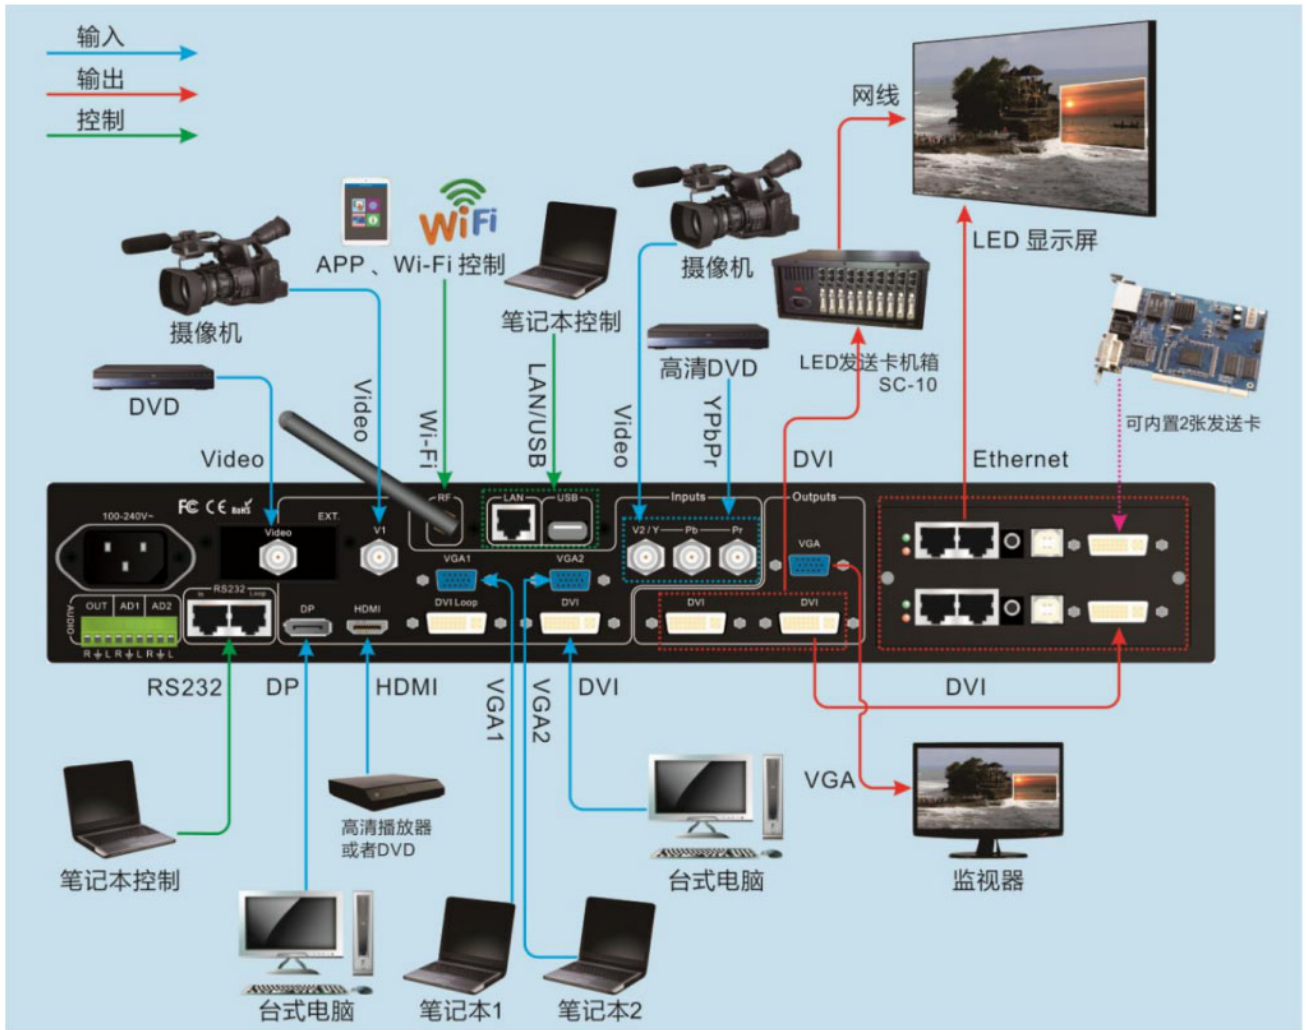 输入
输出
控制
网线
LED 显示屏
摄像机
APP 、Wi-Fi 控制
笔记本控制
摄像机
DVD
高清DVD
LED发送卡机箱
SC-10
可内置2张发送卡
Video
Video
Wi-Fi
LAN/USB
Video
YPbPr
DVI
Ethernet
100-240V~
FC CE RoHS
EXT.
Video
V1
RF
LAN
USB
Inputs
V2 / Y
Pb
Pr
Outputs
VGA
VGA1
VGA2
AUDIO
OUT
AD1
AD2
R L R L R L
In
RS232
Loop
DP
HDMI
DVI Loop
DVI
DVI
DVI
RS232
DP
HDMI
VGA1
VGA2
DVI
DVI
VGA
笔记本控制
高清播放器
或者DVD
台式电脑
监视器
台式电脑
笔记本1
笔记本2